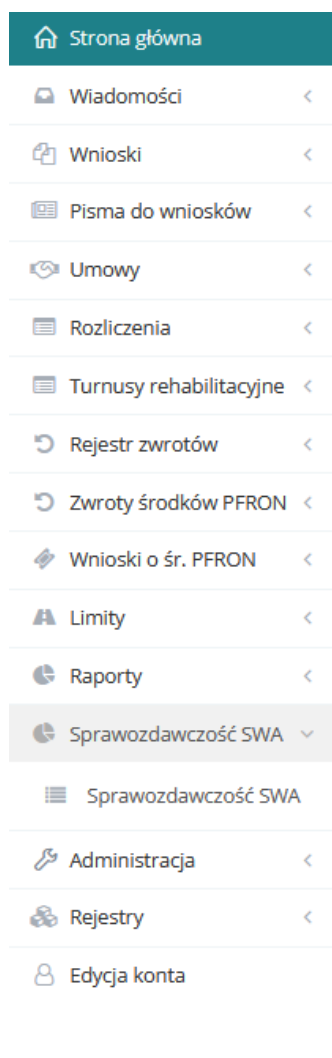 Strona główna
Wiadomości
Wnioski
Pisma do wniosków
Umowy
Rozliczenia
Turnusy rehabilitacyjne
Rejestr zwrotów
Zwroty środków PFRON
Wnioski o śr. PFRON
Limity
Raporty
Sprawozdawczość SWA
Sprawozdawczość SWA
Administracja
Rejestry
Edycja konta